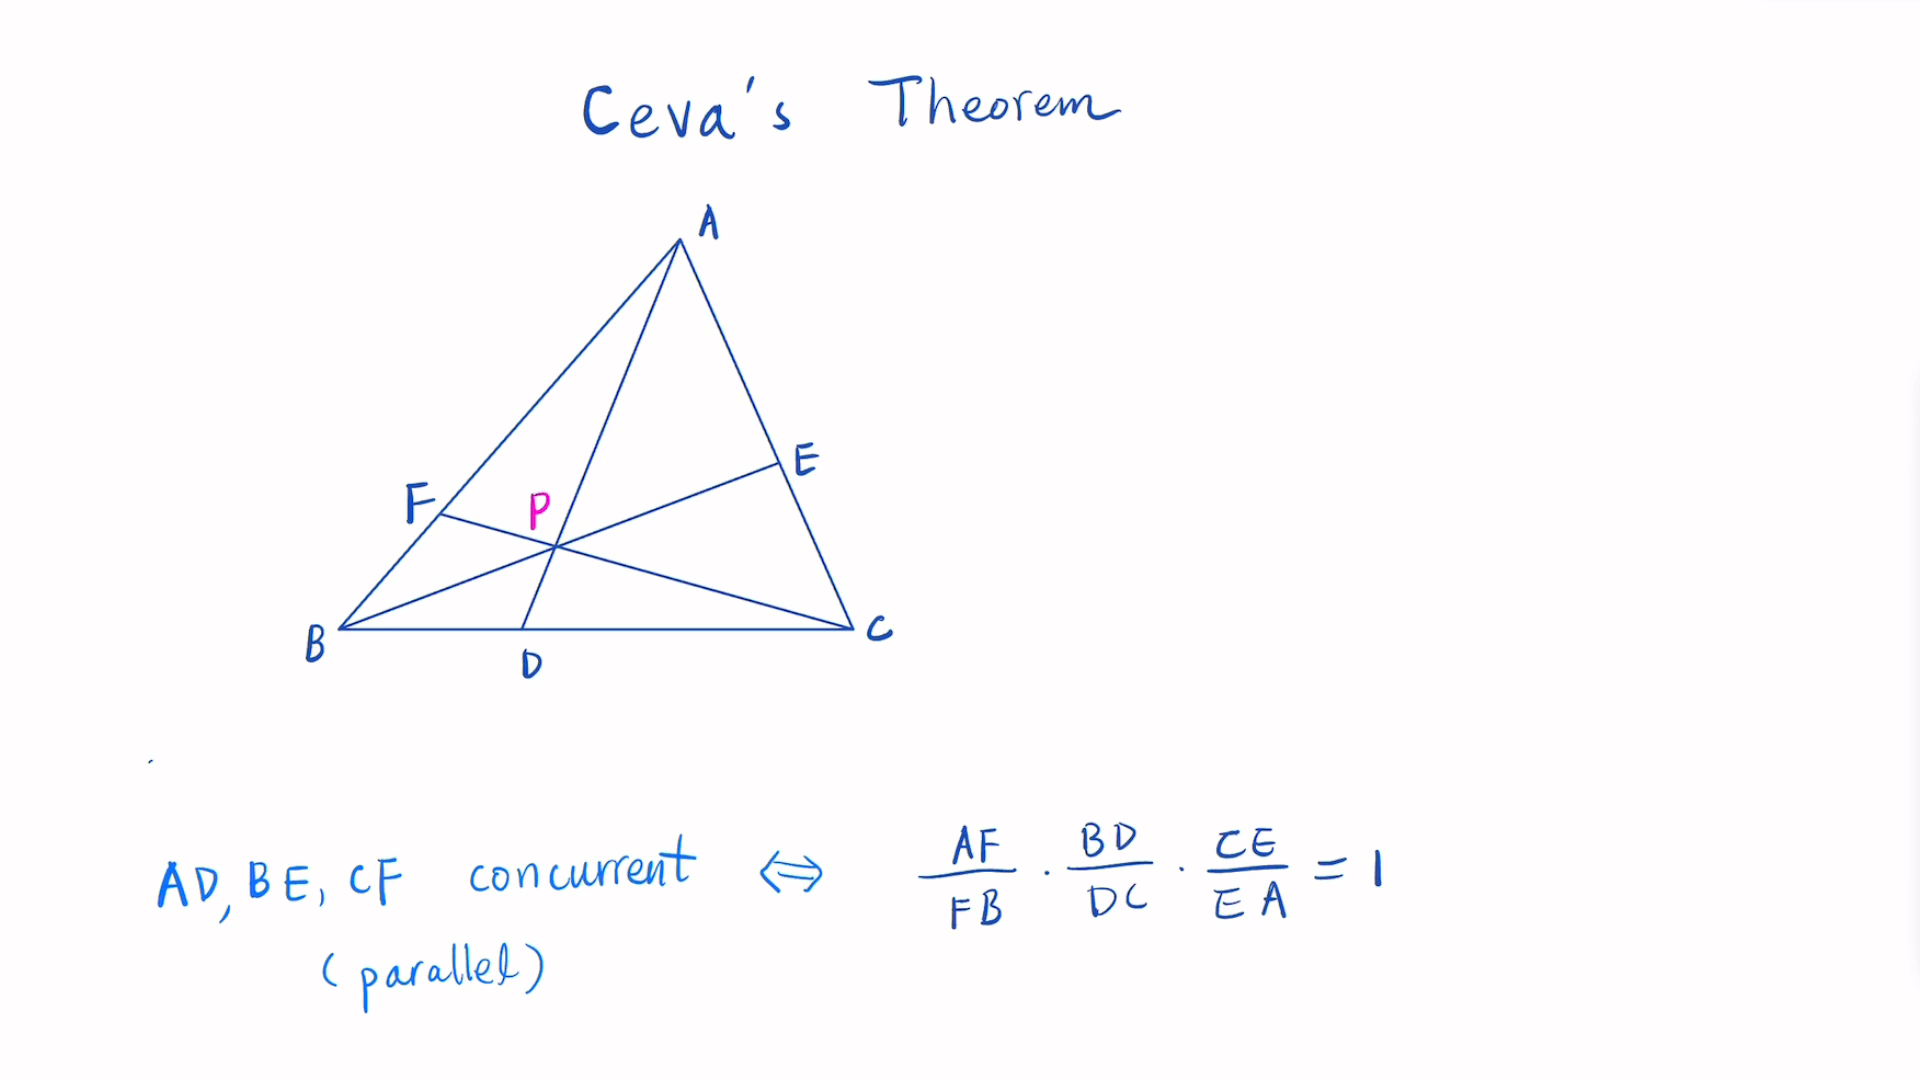 Ceva's Theorem
A
E
F
P
B
C
D
AD, BE, CF concurrent ⇔ AF/FB · BD/DC · CE/EA = 1
(parallel)